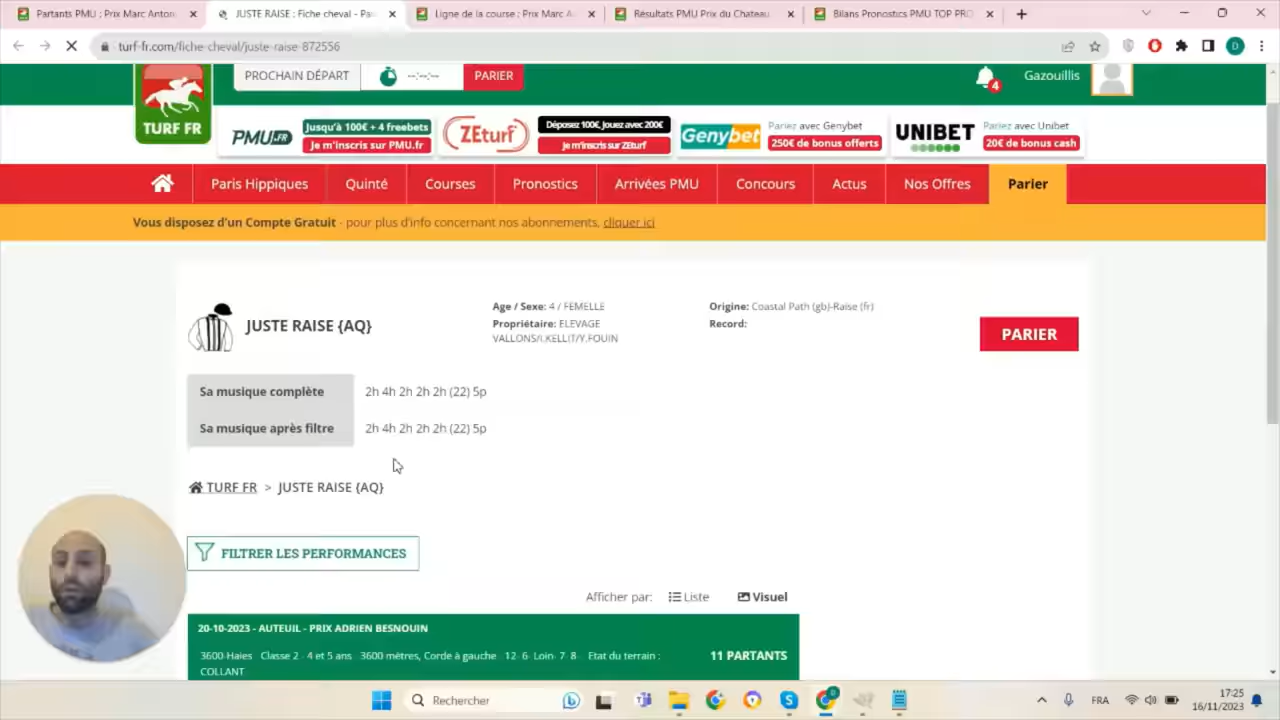 Partants PMU : Prix Marc Anton
JUSTE RAISE : Fiche cheval - Pa
Ligne de la course : Prix Marc A
Résultats PMU Prix du Chateau
Bilans Pronostics PMU TOP PRO
turf-fr.com/fiche-cheval/juste-raise-872556
D
TURF FR
PROCHAIN DÉPART
--:--:--
PARIER
4
Gazouillis
PMU.FR
Jusqu'à 100€ + 4 freebets
Je m'inscris sur PMU.fr
ZEturf
Déposez 100€, Jouez avec 200€
Je m'inscris sur ZEturf
Genybet
Pariez avec Genybet
250€ de bonus offerts
UNIBET
Pariez avec Unibet
20€ de bonus cash
Paris Hippiques
Quinté
Courses
Pronostics
Arrivées PMU
Concours
Actus
Nos Offres
Parier
Vous disposez d'un Compte Gratuit - pour plus d'info concernant nos abonnements, cliquer ici
JUSTE RAISE {AQ}
Age / Sexe: 4 / FEMELLE
Propriétaire: ELEVAGE
VALLONS/I.KELLIT/Y.FOUIN
Origine: Coastal Path (gb)-Raise (fr)
Record:
PARIER
Sa musique complète
2h 4h 2h 2h 2h (22) 5p
Sa musique après filtre
2h 4h 2h 2h 2h (22) 5p
TURF FR > JUSTE RAISE {AQ}
FILTRER LES PERFORMANCES
Afficher par:
Liste
Visuel
20-10-2023 - AUTEUIL - PRIX ADRIEN BESNOUIN
3600-Haies Classe 2 - 4 et 5 ans 3600 mètres, Corde à gauche 12- 6- Loin- 7- 8- Etat du terrain :
COLLANT
11 PARTANTS
Rechercher
FRA
17:25
16/11/2023